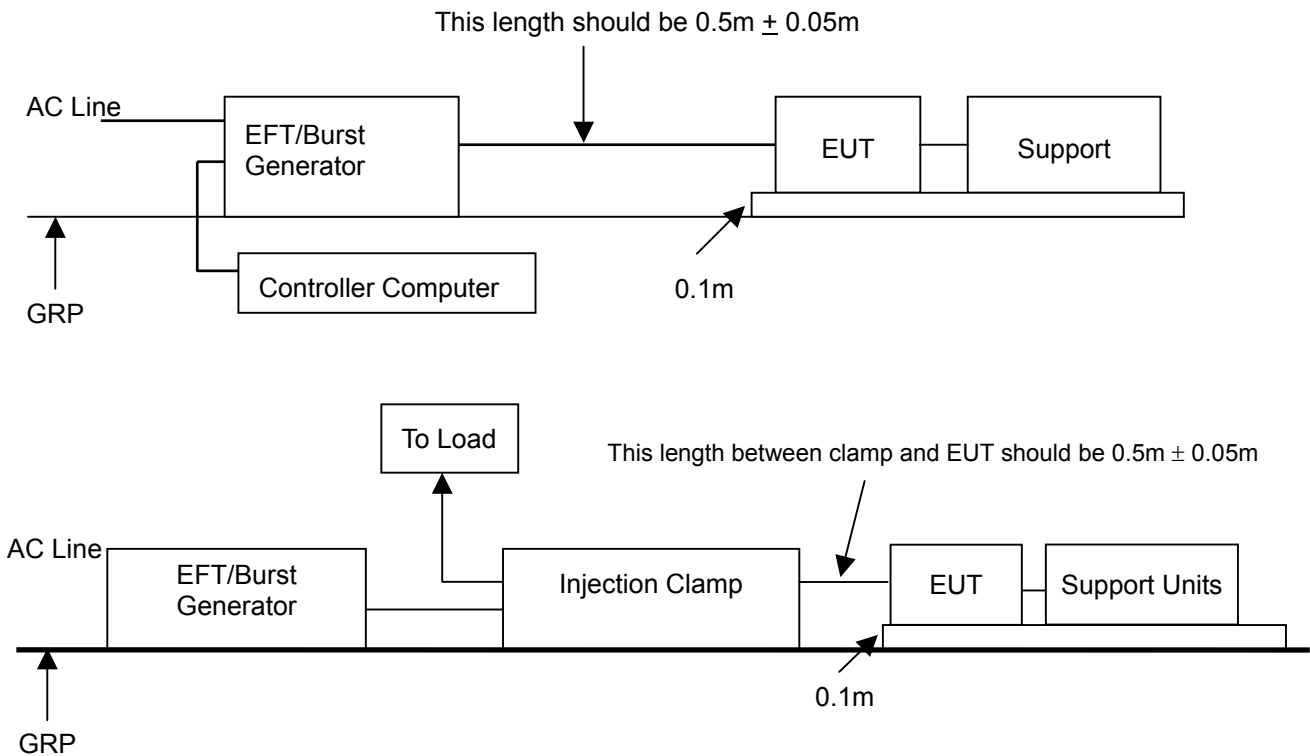 This length should be 0.5m ± 0.05m
AC Line
EFT/Burst
Generator
EUT
Support
Controller Computer
0.1m
GRP
To Load
This length between clamp and EUT should be 0.5m ± 0.05m
AC Line
EFT/Burst
Generator
Injection Clamp
EUT
Support Units
0.1m
GRP